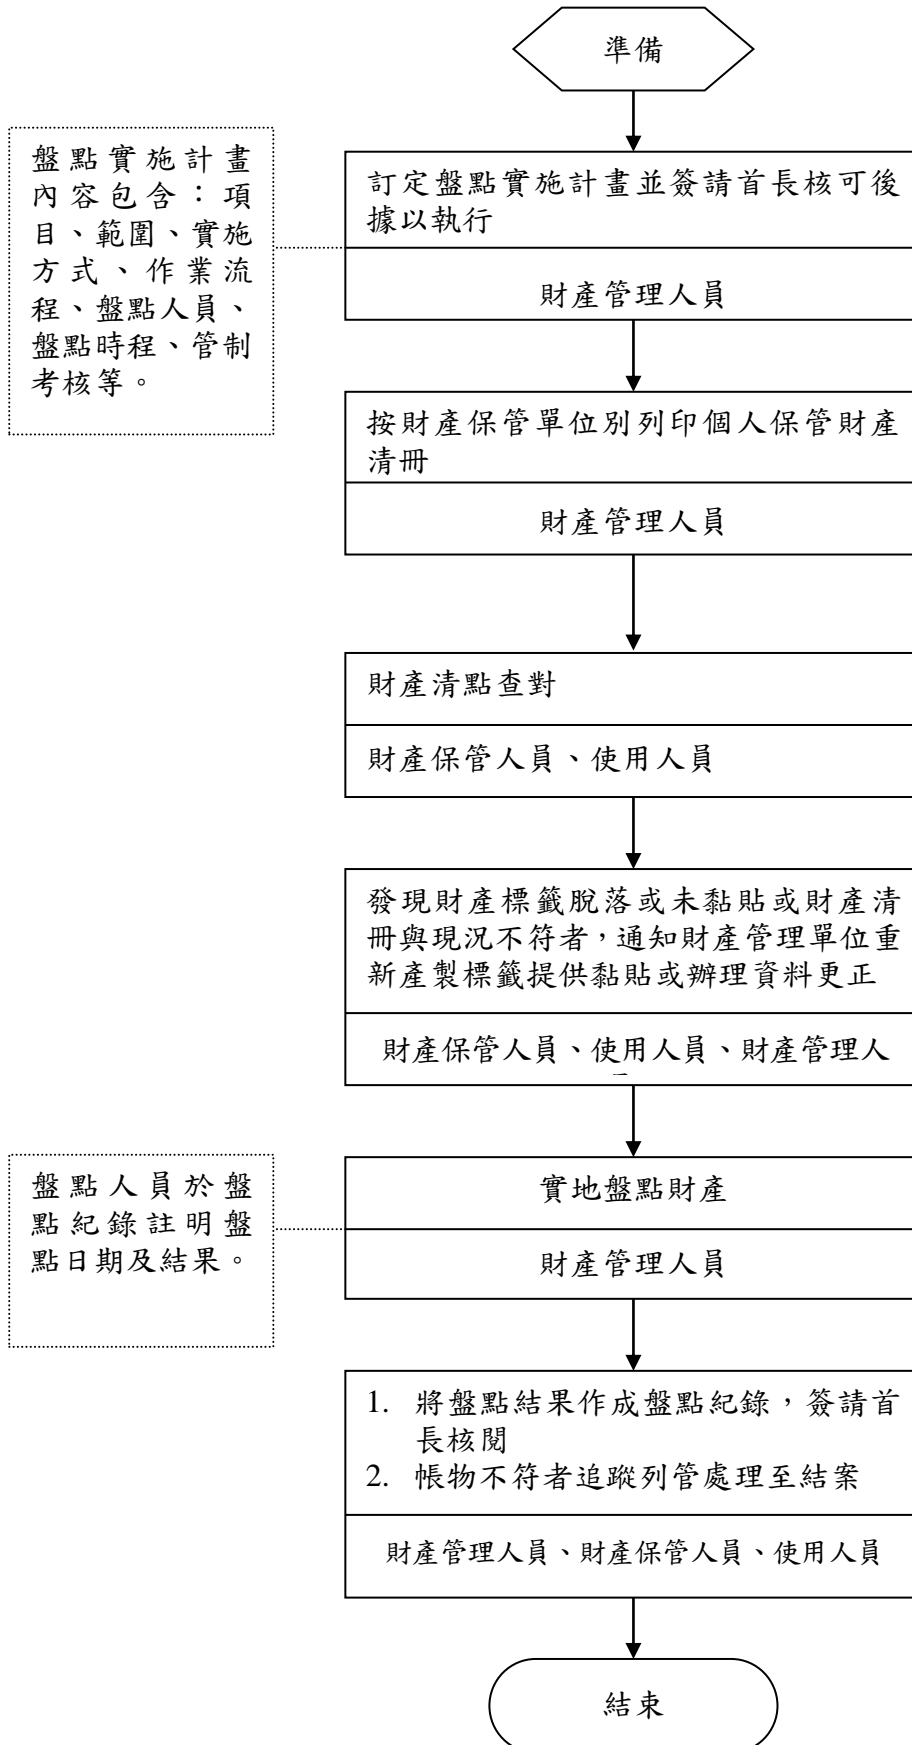 準備
盤點實施計畫
內容包含：項
目、範圍、實施
方式、作業流
程、盤點人員、
盤點時程、管制
考核等。
訂定盤點實施計畫並簽請首長核可後
據以執行
財產管理人員
按財產保管單位別列印個人保管財產
清冊
財產管理人員
財產清點查對
財產保管人員、使用人員
發現財產標籤脫落或未黏貼或財產清
冊與現況不符者，通知財產管理單位重
新產製標籤提供黏貼或辦理資料更正
財產保管人員、使用人員、財產管理人
盤點人員於盤
點紀錄註明盤
點日期及結果。
實地盤點財產
財產管理人員
1. 將盤點結果作成盤點紀錄，簽請首
長核閱
2. 帳物不符者追蹤列管處理至結案
財產管理人員、財產保管人員、使用人員
結束